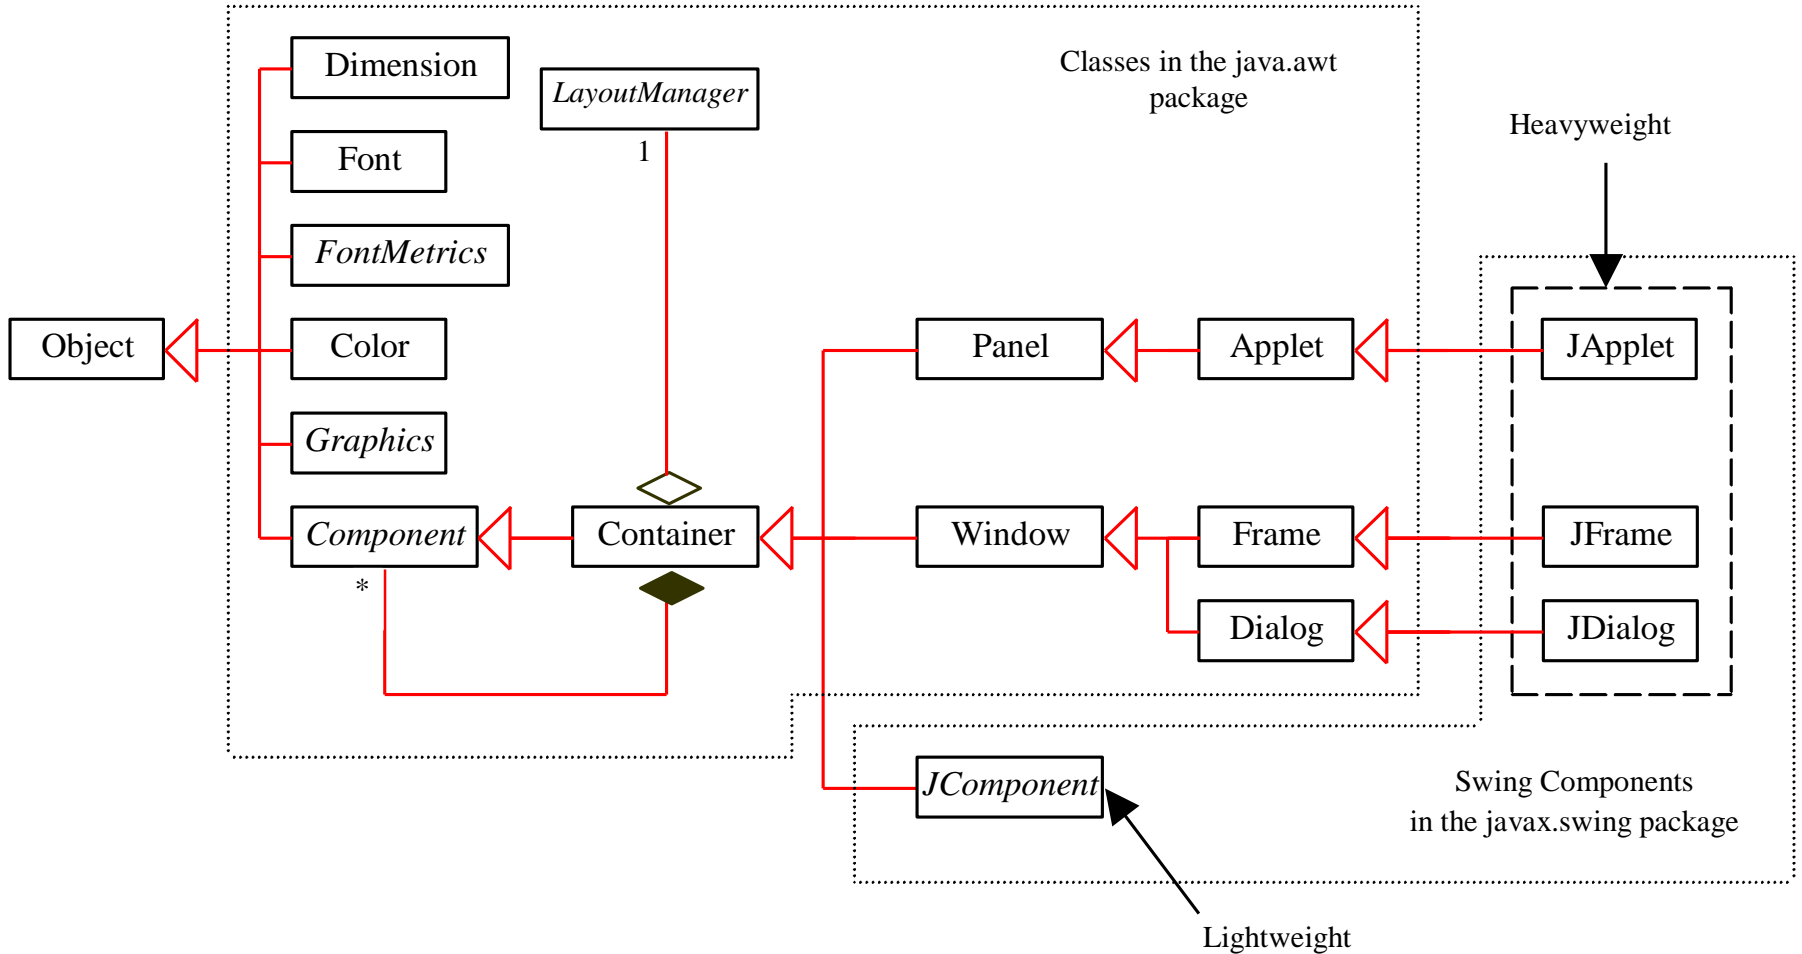 Dimension
LayoutManager
Classes in the java.awt
package
1
Font
Heavyweight
FontMetrics
Object
Color
Panel
Applet
JApplet
Graphics
Component
Container
Window
Frame
JFrame
*
Dialog
JDialog
JComponent
Swing Components
in the javax.swing package
Lightweight